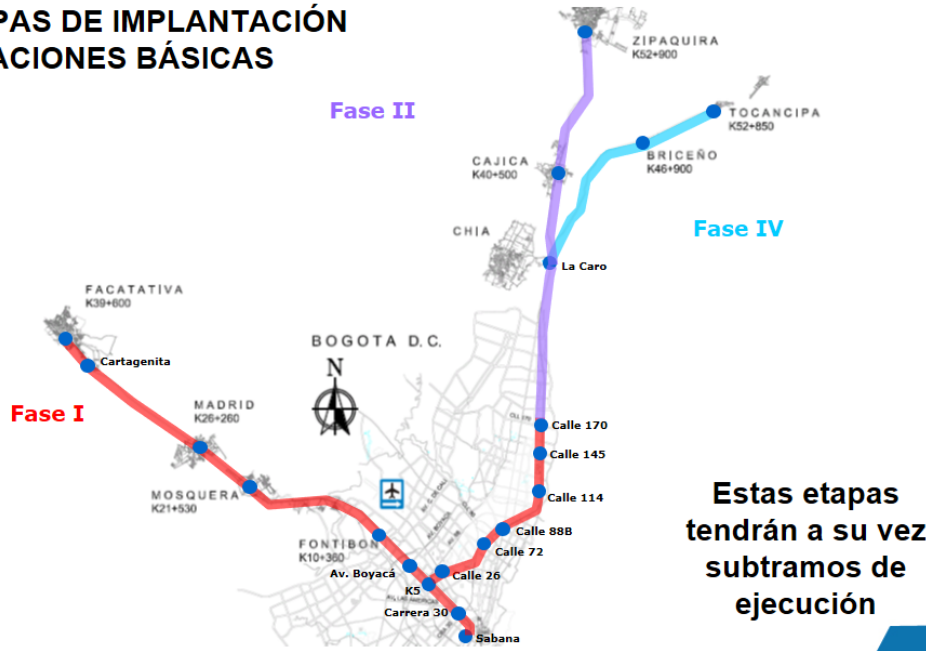 PAS DE IMPLANTACIÓN
ACIONES BÁSICAS
ZIPAQUIRA
K52+900
Fase II
TOCANCIPA
K52+850
BRICEÑO
K46+900
CAJICA
K40+500
CHIA
Fase IV
La Caro
FACATATIVA
K39+600
Cartagenita
BOGOTA D.C.
N
Fase I
MADRID
K26+260
Calle 170
Calle 145
MOSQUERA
K21+530
Calle 114
Calle 88B
FONTIBON
K10+360
Calle 72
Av. Boyacá
Calle 26
K5
Carrera 30
Sabana
Estas etapas
tendrán a su vez
subtramos de
ejecución